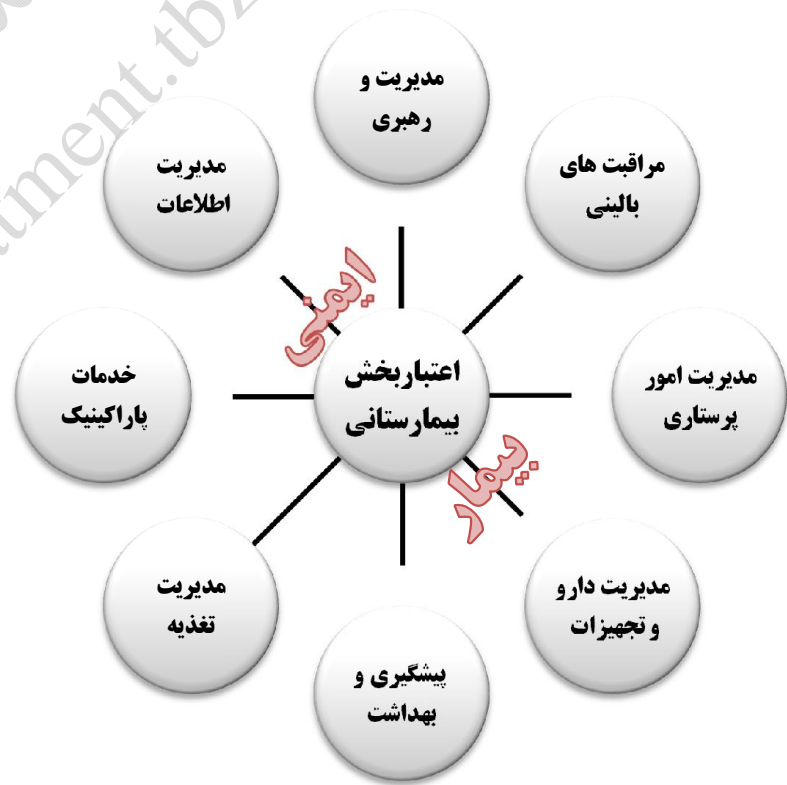 مدیریت و
رهبری
مراقبت های
بالینی
مدیریت امور
پرستاری
مدیریت دارو
و تجهیزات
پیشگیری و
بهداشت
مدیریت
تغذیه
خدمات
پاراکینیک
مدیریت
اطلاعات
اعتباربخش
بیمارستانی
ایمنی
بیمار